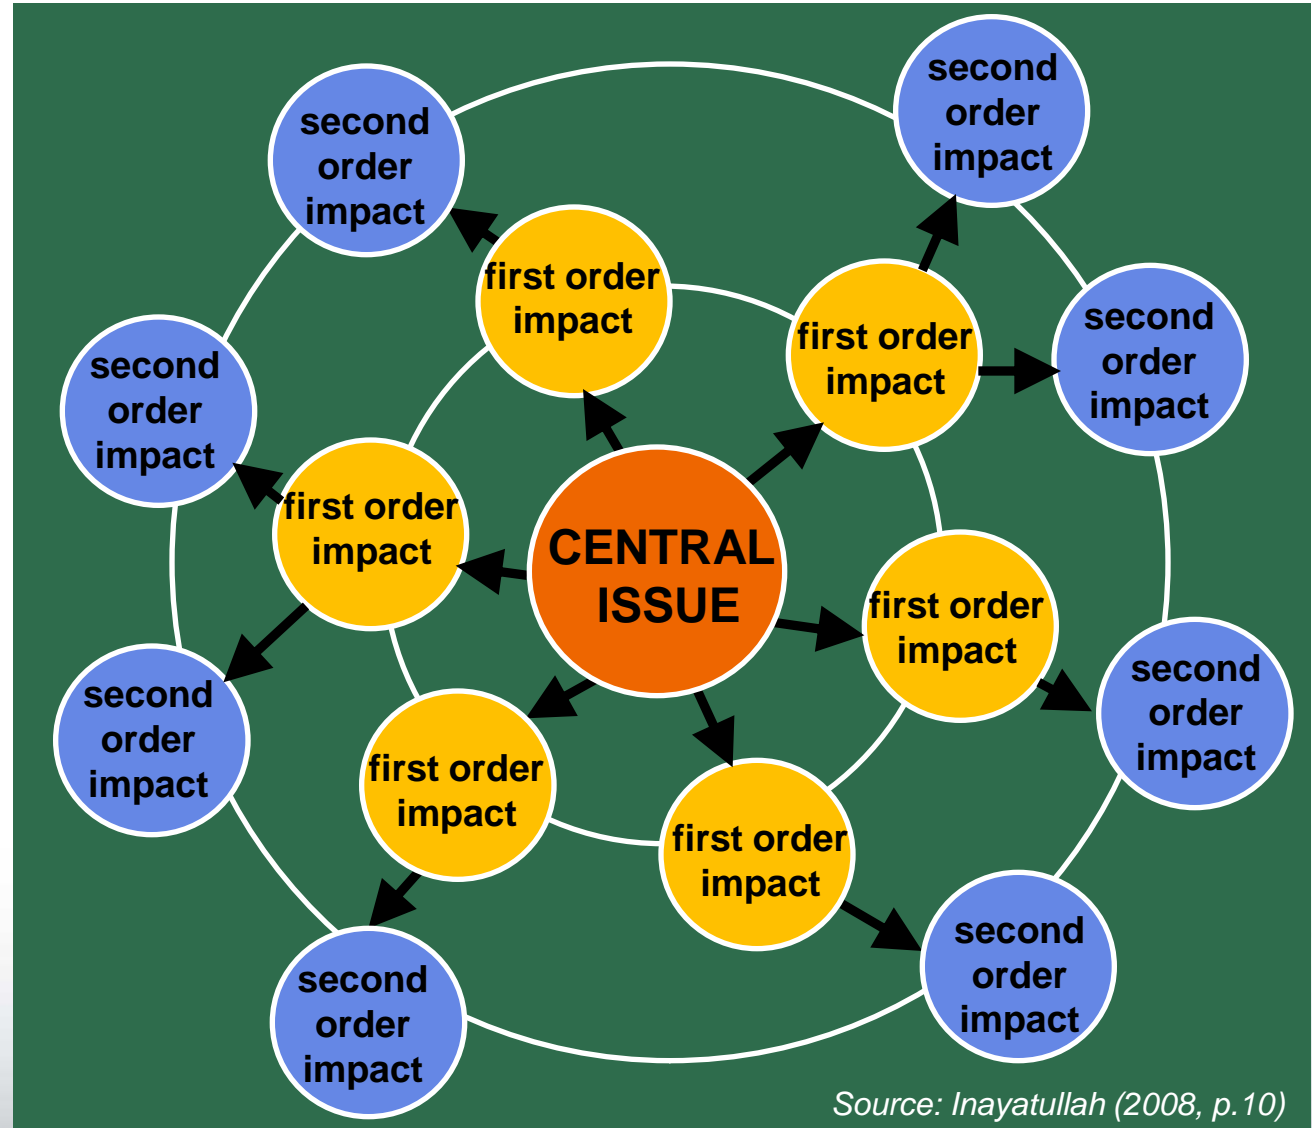 second
order
impact
second
order
impact
first order
impact
first order
impact
second
order
impact
second
order
impact
first order
impact
CENTRAL
ISSUE
first order
impact
second
order
impact
second
order
impact
first order
impact
first order
impact
second
order
impact
second
order
impact
Source: Inayatullah (2008, p.10)